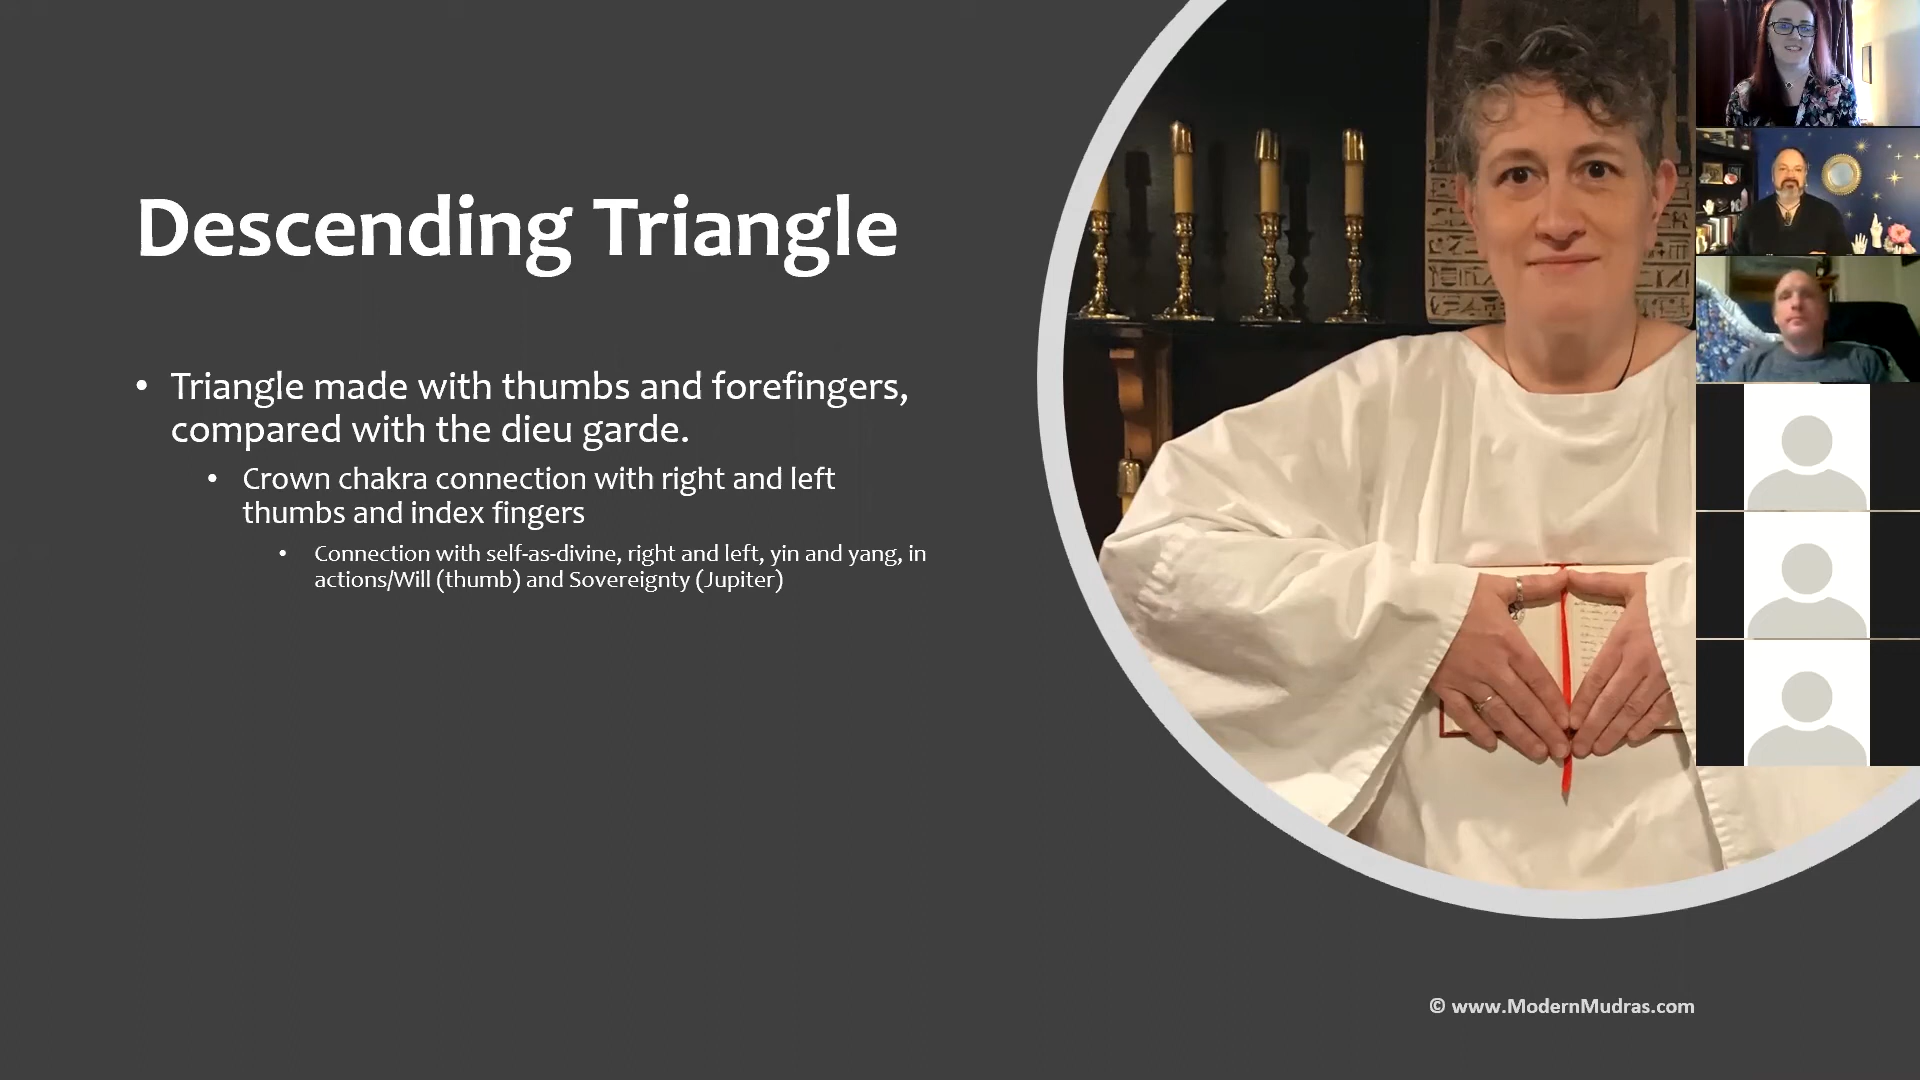 Descending Triangle
• Triangle made with thumbs and forefingers,
compared with the dieu garde.
• Crown chakra connection with right and left
thumbs and index fingers
• Connection with self-as-divine, right and left, yin and yang, in
actions/Will (thumb) and Sovereignty (Jupiter)
© www.ModernMudras.com